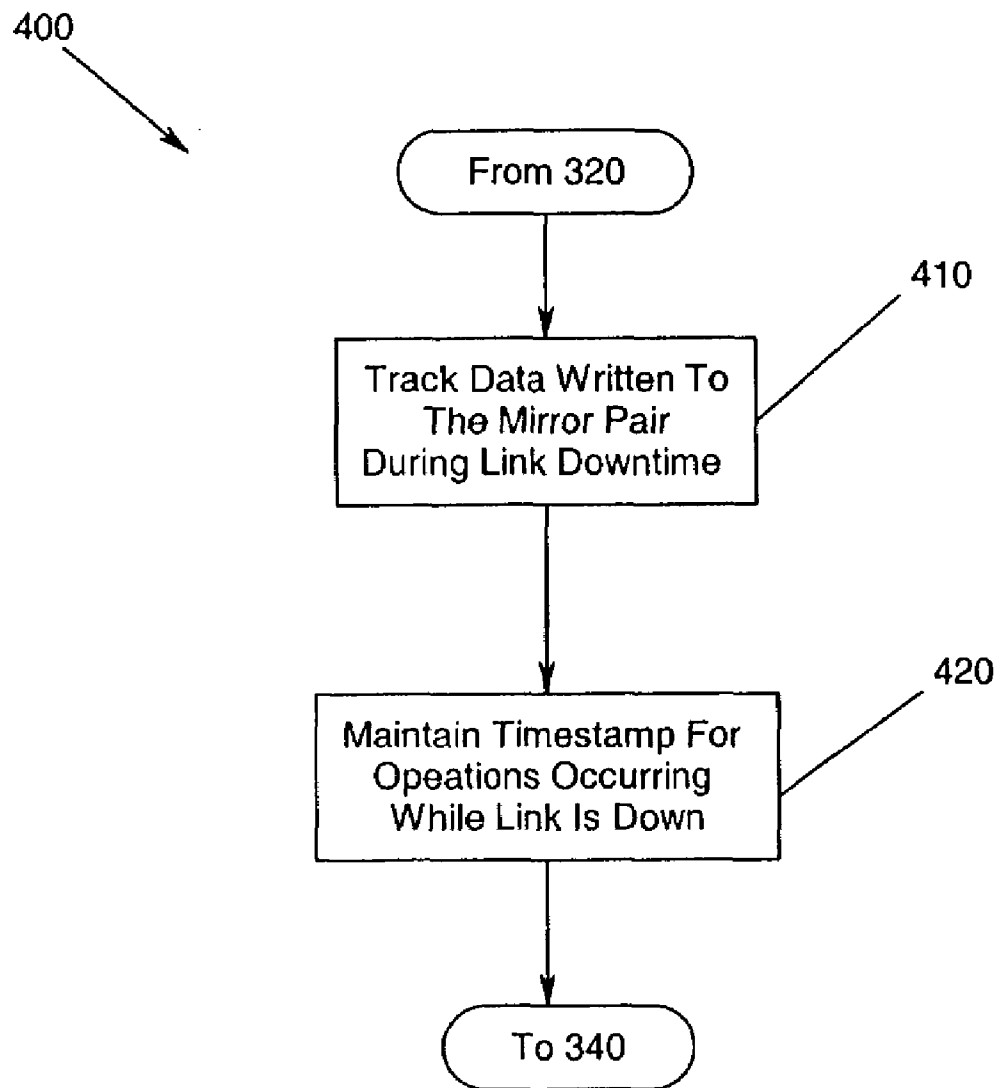 400
From 320
410
Track Data Written To
The Mirror Pair
During Link Downtime
420
Maintain Timestamp For
Opeations Occurring
While Link Is Down
To 340